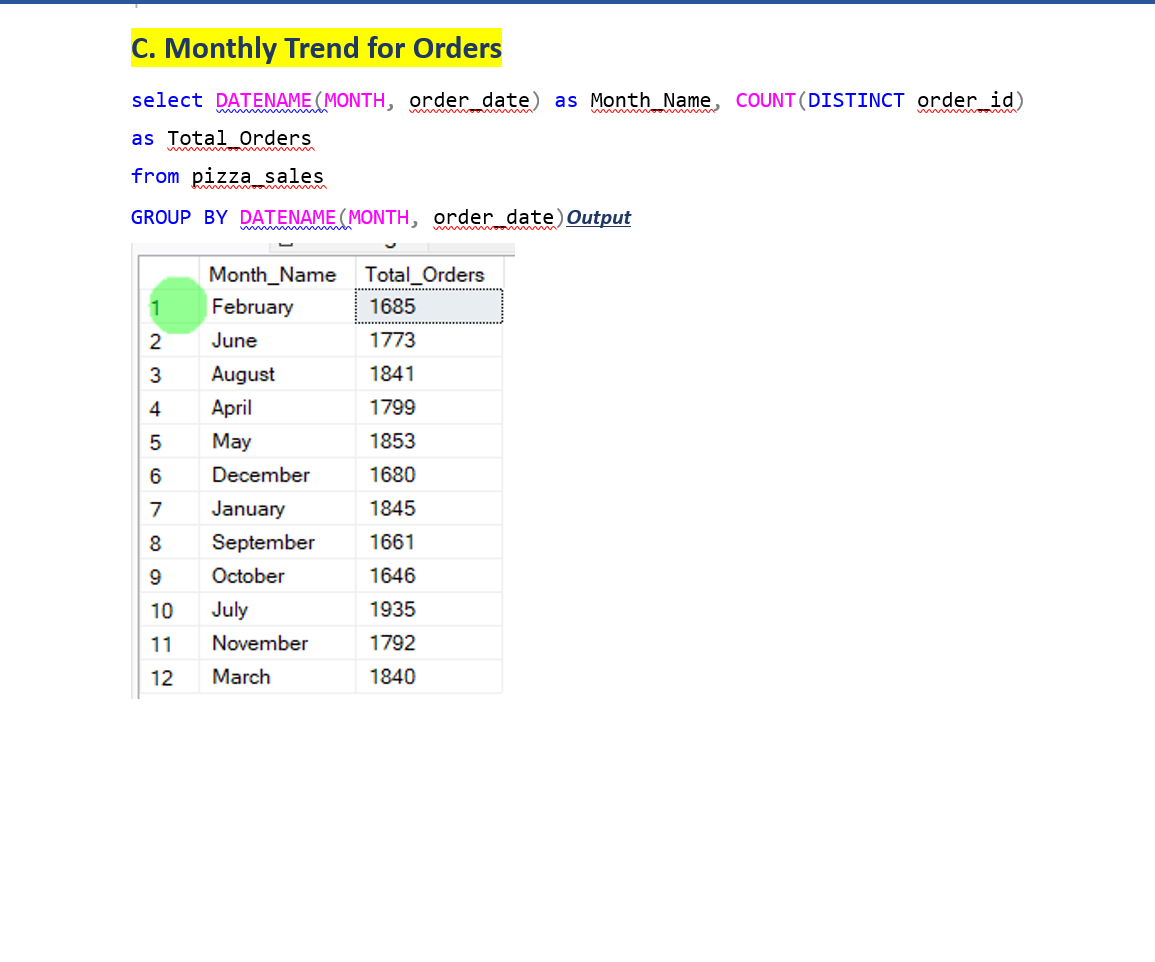 C. Monthly Trend for Orders
select DATENAME(MONTH, order_date) as Month_Name, COUNT(DISTINCT order_id)
as Total_Orders
from pizza_sales
GROUP BY DATENAME(MONTH, order_date)Output
Month_Name Total_Orders
1 February 1685
2 June 1773
3 August 1841
4 April 1799
5 May 1853
6 December 1680
7 January 1845
8 September 1661
9 October 1646
10 July 1935
11 November 1792
12 March 1840